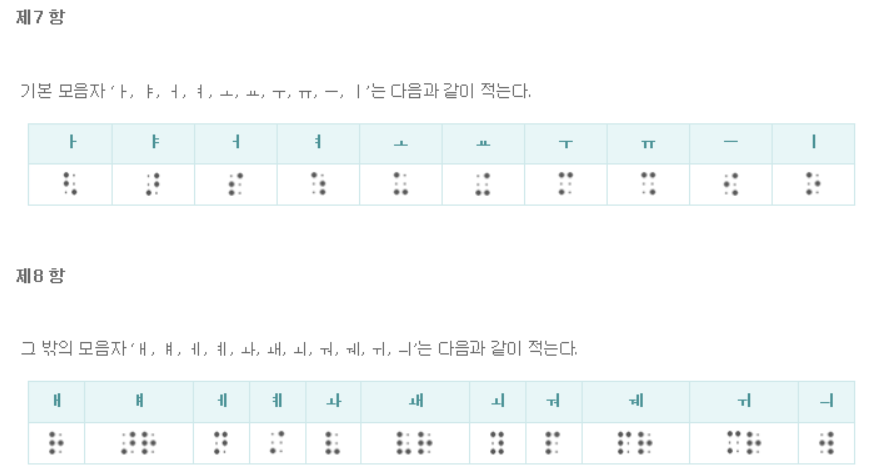 제7 항
기본 모음자 ‘ㅏ, ㅑ, ㅓ, ㅕ, ㅗ, ㅛ, ㅜ, ㅠ, ㅡ, ㅣ’는 다음과 같이 적는다.
ㅏ ㅑ ㅓ ㅕ ㅗ ㅛ ㅜ ㅠ ㅡ ㅣ
⠣ ⠜ ⠎ ⠱ ⠥ ⠬ ⠍ ⠩ ⠪ ⠕
제8 항
그 밖의 모음자 ‘ㅐ, ㅒ, ㅔ, ㅖ, ㅘ, ㅙ, ㅚ, ㅝ, ㅞ, ㅟ, ㅢ’는 다음과 같이 적는다.
ㅐ ㅒ ㅔ ㅖ ㅘ ㅙ ㅚ ㅝ ㅞ ㅟ ㅢ
⠗ ⠜⠗ ⠝ ⠌ ⠧ ⠧⠗ ⠽ ⠏ ⠏⠗ ⠍⠗ ⠺